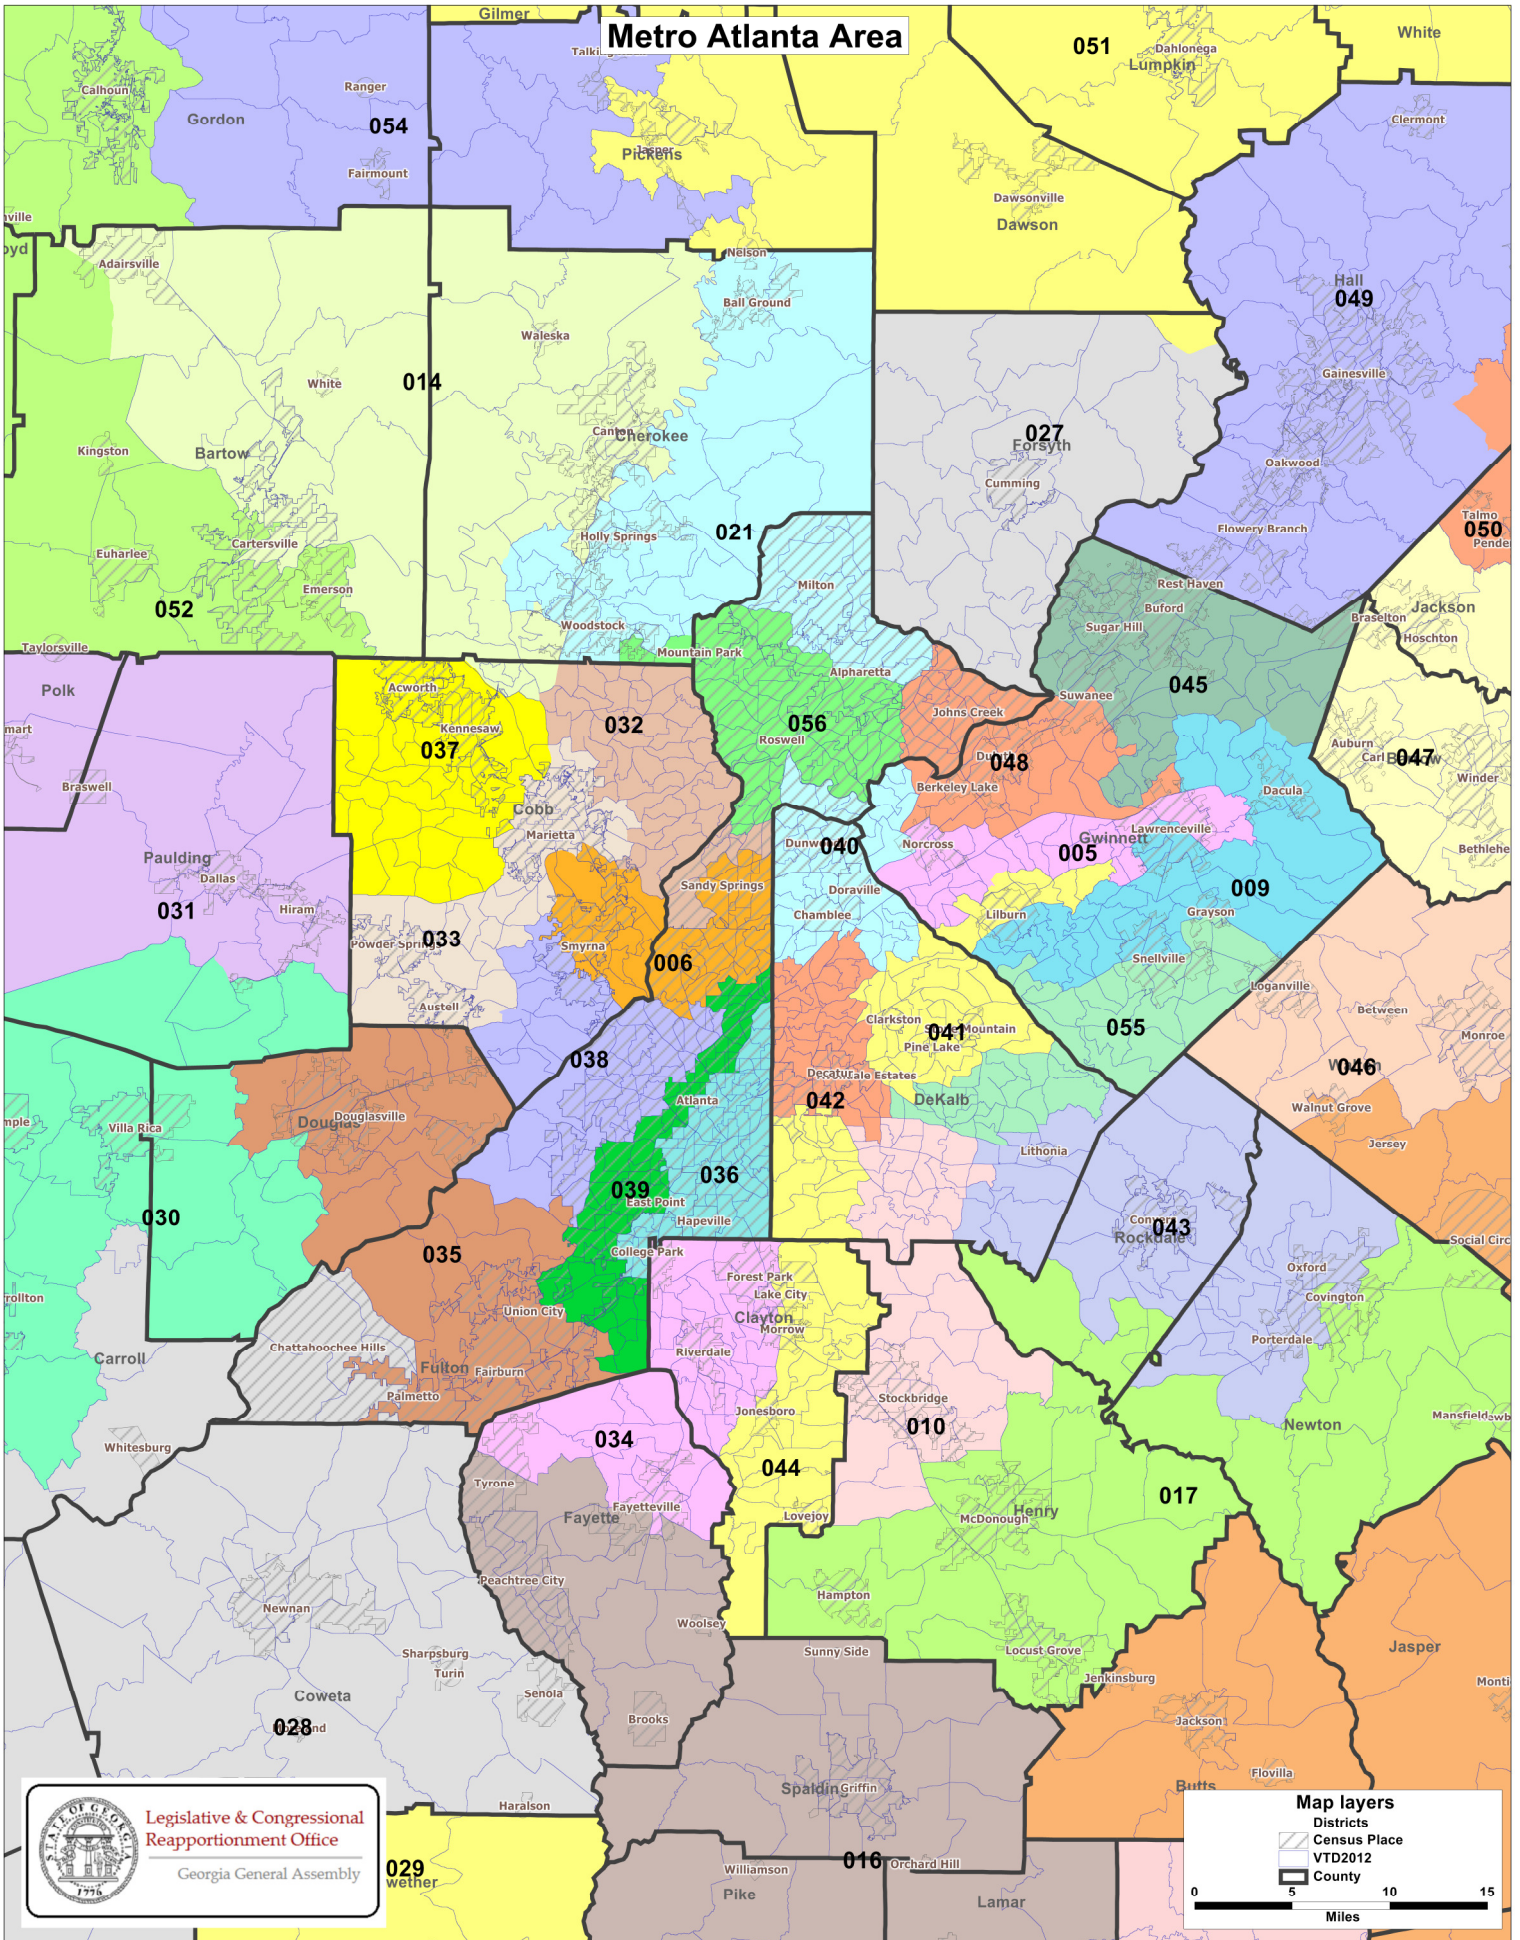 Gilmer
Metro Atlanta Area
White
051
Dahlonega
Lumpkin
Calhoun
Ranger
Gordon
054
Fairmount
Jasper
Pickens
Clermont
Dawsonville
Dawson
Adairsville
Nelson
Ball Ground
Hall
049
Waleska
White
014
Gainesville
Kingston
Bartow
Canton
Cherokee
027
Forsyth
Cumming
Oakwood
Flowery Branch
Talmo
050
Cartersville
Euharlee
Emerson
052
Holly Springs
021
Milton
Woodstock
Mountain Park
Alpharetta
Rest Haven
Buford
Sugar Hill
Braselton
Jackson
Hoschton
Taylorsville
Polk
Acworth
Kennesaw
037
032
056
Roswell
Johns Creek
Suwanee
045
048
Berkeley Lake
Auburn
Carl
047
Winder
Braswell
Cobb
Marietta
Dacula
Paulding
Dallas
Hiram
031
040
Norcross
Gwinnett
Lawrenceville
005
009
Doraville
Chamblee
Sandy Springs
Lilburn
Grayson
Powder Springs
033
Smyrna
006
Snellville
Austell
Loganville
Between
Monroe
Clarkston
041
Pine Lake
055
046
038
Walnut Grove
Jersey
Villa Rica
Douglasville
Douglas
Atlanta
042
DeKalb
Lithonia
030
036
039
East Point
Hapeville
College Park
043
Rockdale
035
Oxford
Covington
Porterdale
Union City
Forest Park
Lake City
Clayton
Morrow
Riverdale
Carroll
Chattahoochee Hills
Fulton
Fairburn
Palmetto
Stockbridge
010
Jonesboro
Newton
Whitesburg
034
044
Tyrone
Fayetteville
Fayette
Lovejoy
McDonough
Henry
017
Peachtree City
Hampton
Newnan
Woolsey
Sunny Side
Locust Grove
Jenkinsburg
Jasper
Sharpsburg
Turin
Senoia
Coweta
028
Brooks
Jackson
Spalding
Griffin
Flovilla
Butts
Haralson
029
Williamson
016
Orchard Hill
Pike
Lamar
STATE OF GEORGIA
1776
Legislative & Congressional
Reapportionment Office
Georgia General Assembly
Map layers
Districts
Census Place
VTD2012
County
0 5 10 15
Miles